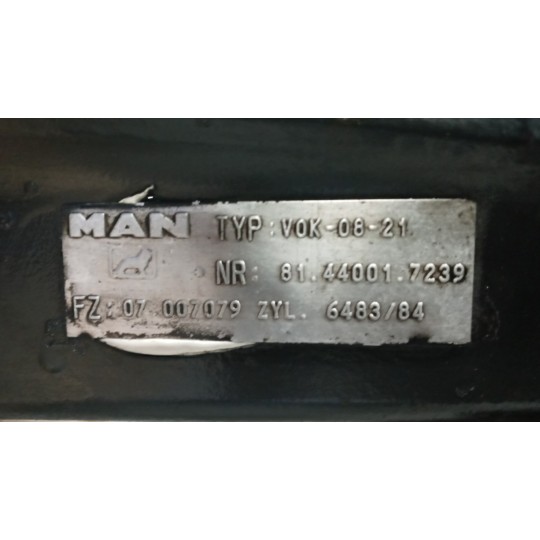 MAN TYP: VOK-08-21
NR: 81.44001.7239
FZ: 07 007079 ZYL. 6483/84